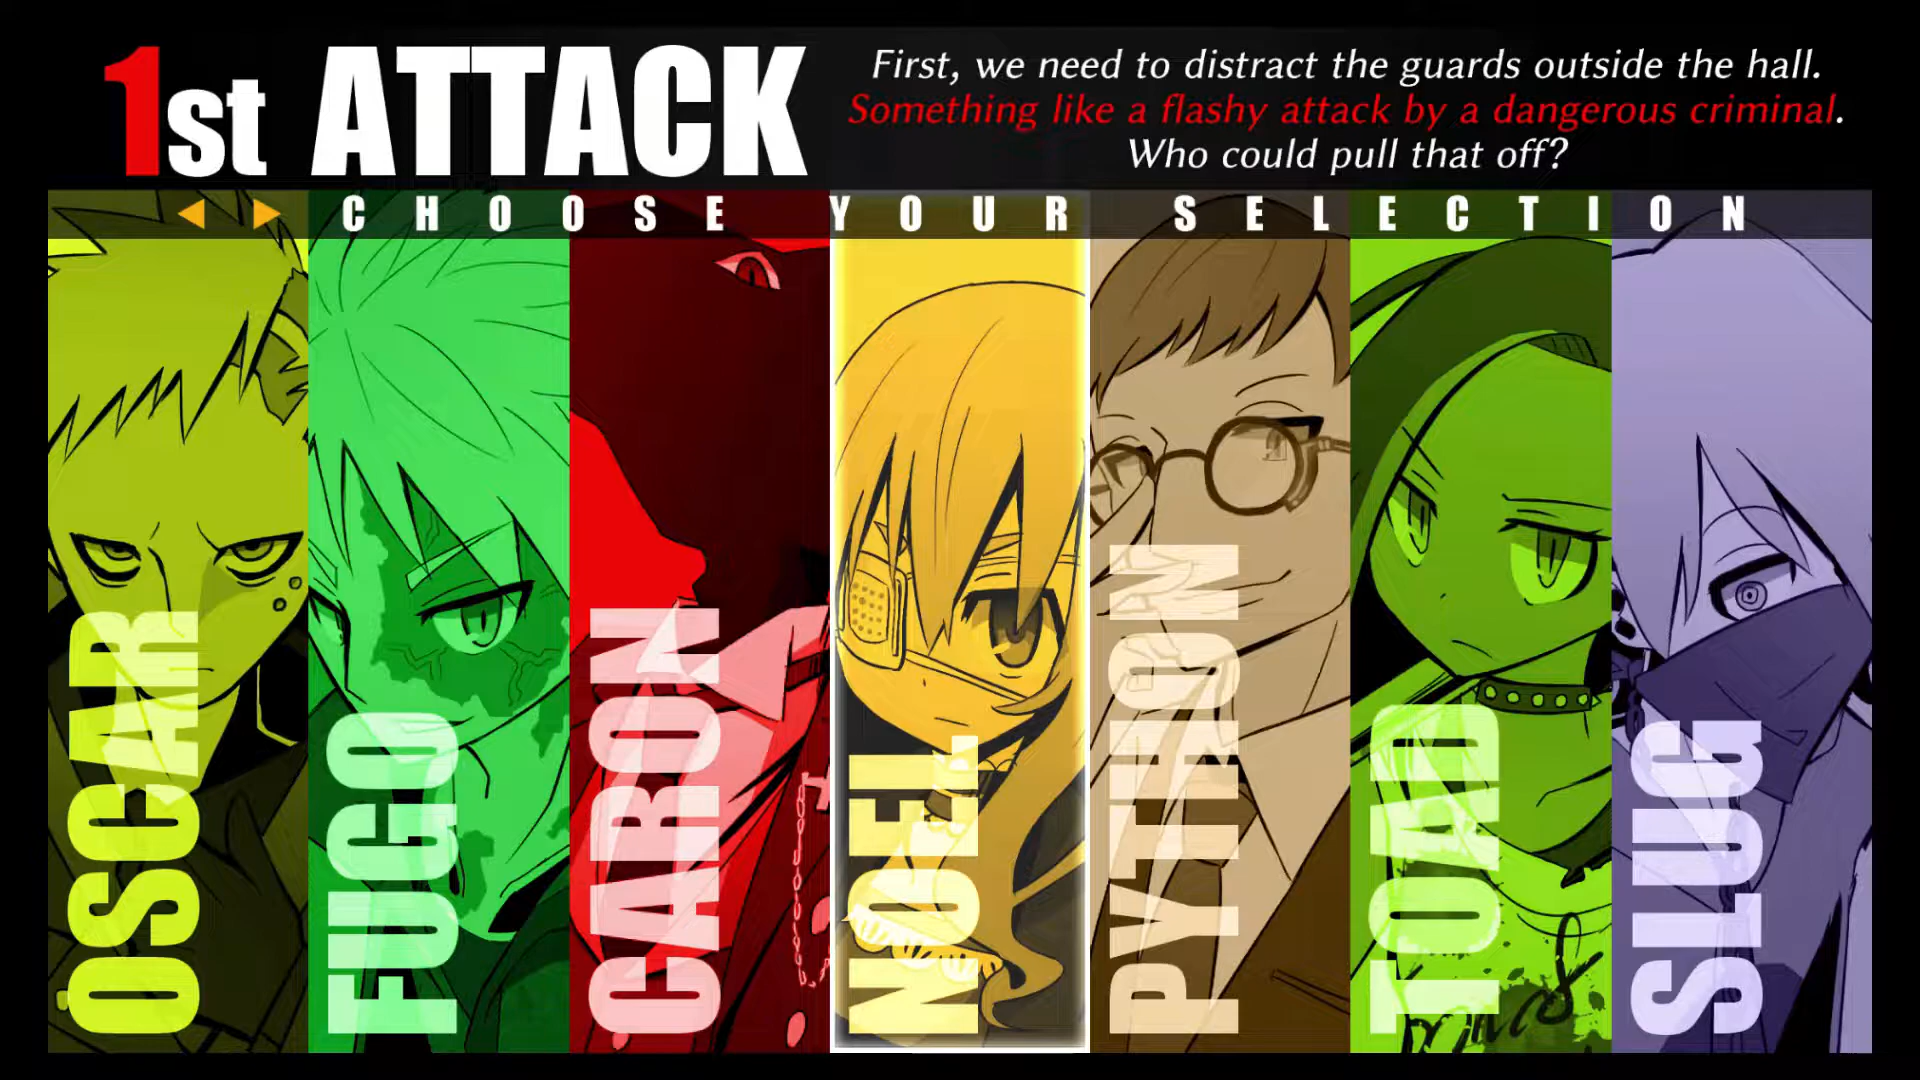 1st ATTACK
First, we need to distract the guards outside the hall.
Something like a flashy attack by a dangerous criminal.
Who could pull that off?
CHOOSE YOUR SELECTION
OSCAR
FUGO
CARON
NOEL
PYTHON
TOAD
SLUG